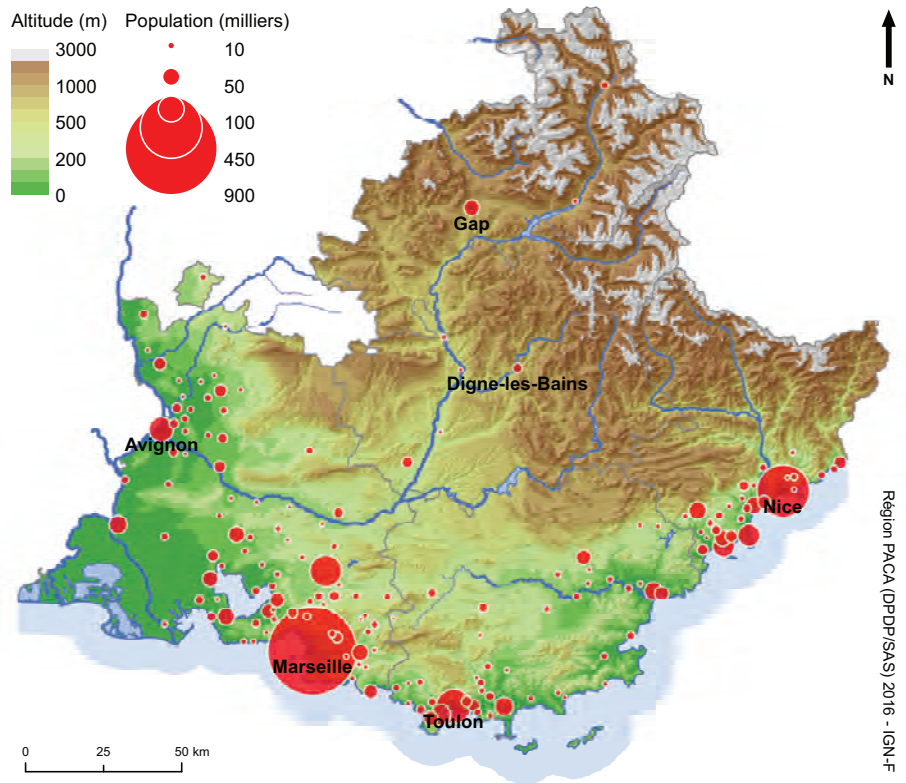 Altitude (m)
3000
1000
500
200
0
Population (milliers)
10
50
100
450
900
N
Gap
Digne-les-Bains
Avignon
Nice
Marseille
Toulon
0 25 50 km
Région PACA (DPDP/SAS) 2016 - IGN-F